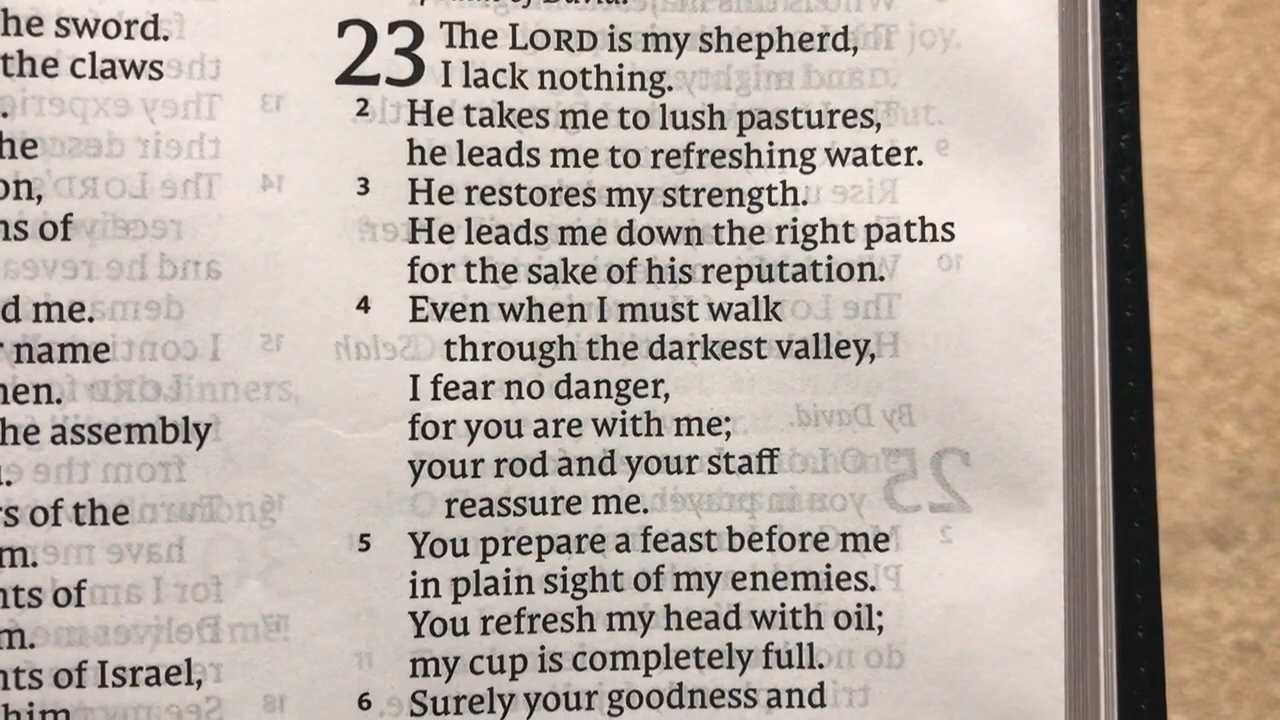 he sword.
the claws
.
he
on,
ns of
d me.
name
en.
he assembly
s of the
m.
nts of
m.
nts of Israel,
him
23 The LORD is my shepherd,
I lack nothing.
2 He takes me to lush pastures,
he leads me to refreshing water.
3 He restores my strength.
He leads me down the right paths
for the sake of his reputation.
4 Even when I must walk
through the darkest valley,
I fear no danger,
for you are with me;
your rod and your staff
reassure me.
5 You prepare a feast before me
in plain sight of my enemies.
You refresh my head with oil;
my cup is completely full.
6 Surely your goodness and